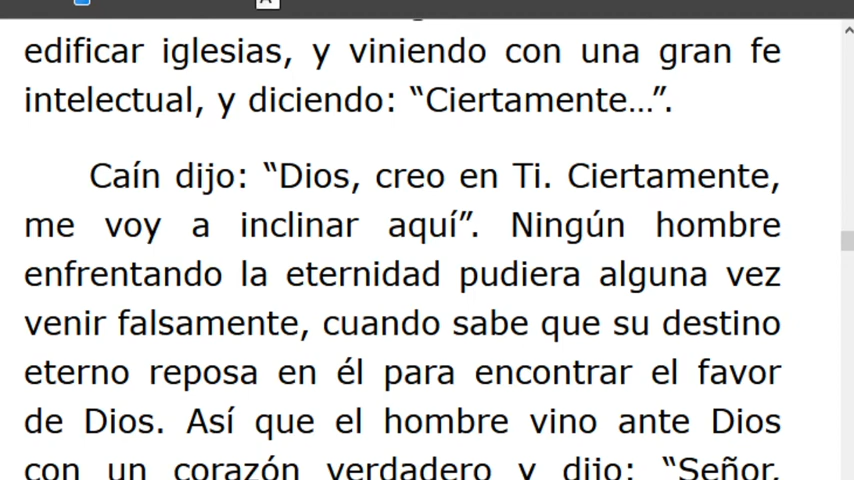 edificar iglesias, y viniendo con una gran fe
intelectual, y diciendo: “Ciertamente…”.
Caín dijo: “Dios, creo en Ti. Ciertamente,
me voy a inclinar aquí”. Ningún hombre
enfrentando la eternidad pudiera alguna vez
venir falsamente, cuando sabe que su destino
eterno reposa en él para encontrar el favor
de Dios. Así que el hombre vino ante Dios
con un corazón verdadero y dijo: “Señor,